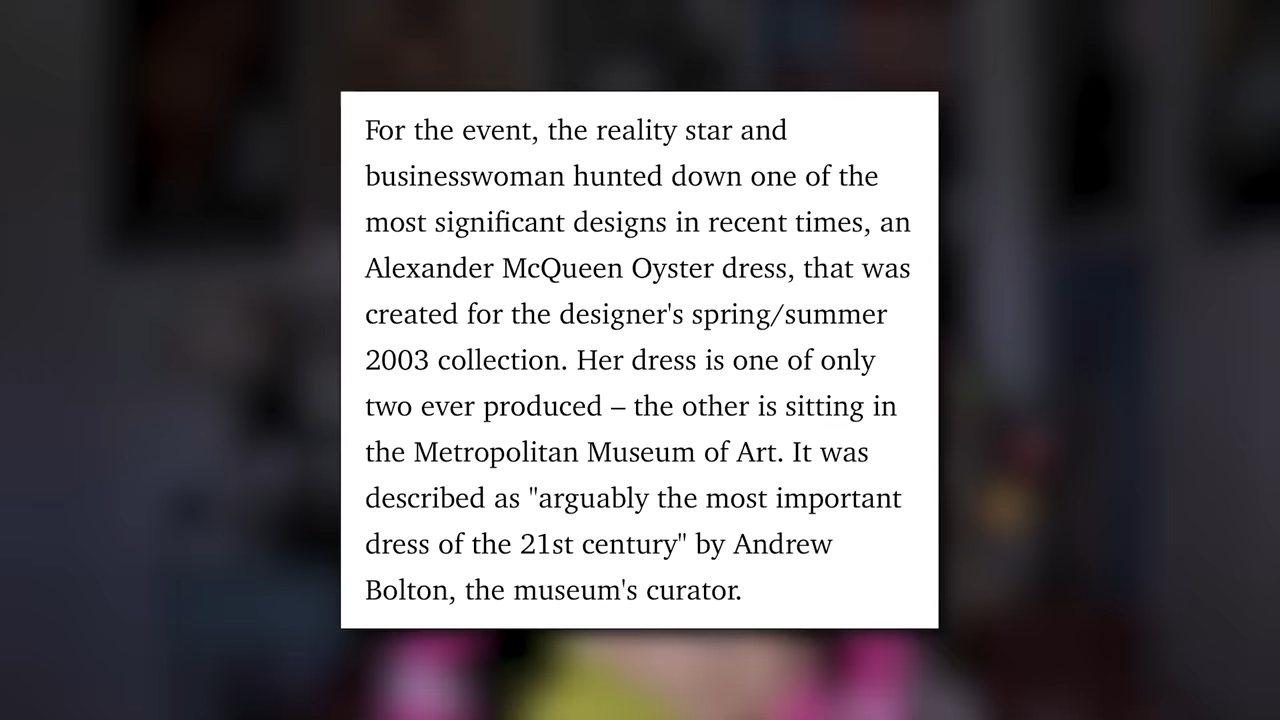 For the event, the reality star and
businesswoman hunted down one of the
most significant designs in recent times, an
Alexander McQueen Oyster dress, that was
created for the designer's spring/summer
2003 collection. Her dress is one of only
two ever produced – the other is sitting in
the Metropolitan Museum of Art. It was
described as "arguably the most important
dress of the 21st century" by Andrew
Bolton, the museum's curator.